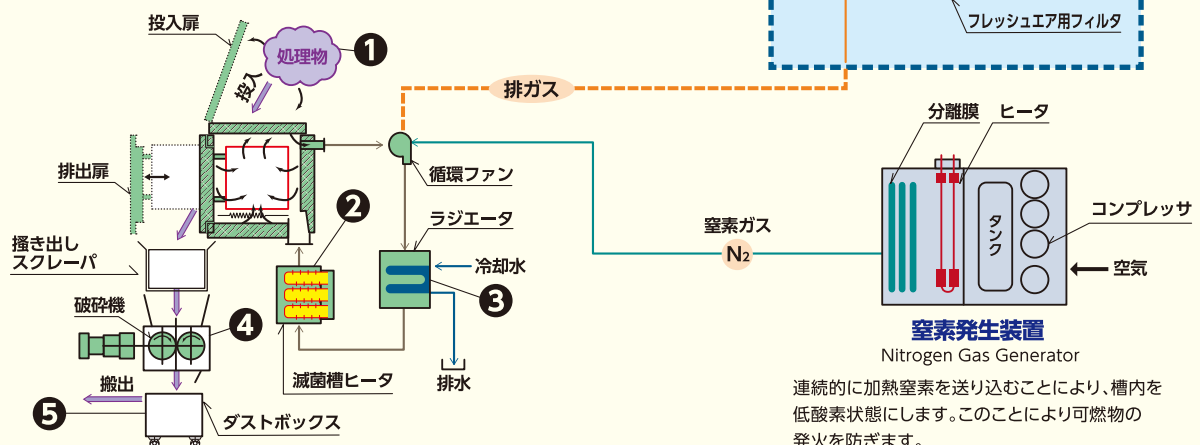 投入扉
処理物
1
投入
排ガス
フレッシュエア用フィルタ
排出扉
循環ファン
分離膜
ヒータ
2
ラジエータ
窒素ガス
N2
タンク
コンプレッサ
空気
掻き出し
スクレーパ
冷却水
3
破砕機
4
窒素発生装置
Nitrogen Gas Generator
滅菌槽ヒータ
排水
搬出
5
ダストボックス
連続的に加熱窒素を送り込むことにより、槽内を
低酸素状態にします。このことにより可燃物の
発火を防ぎます。